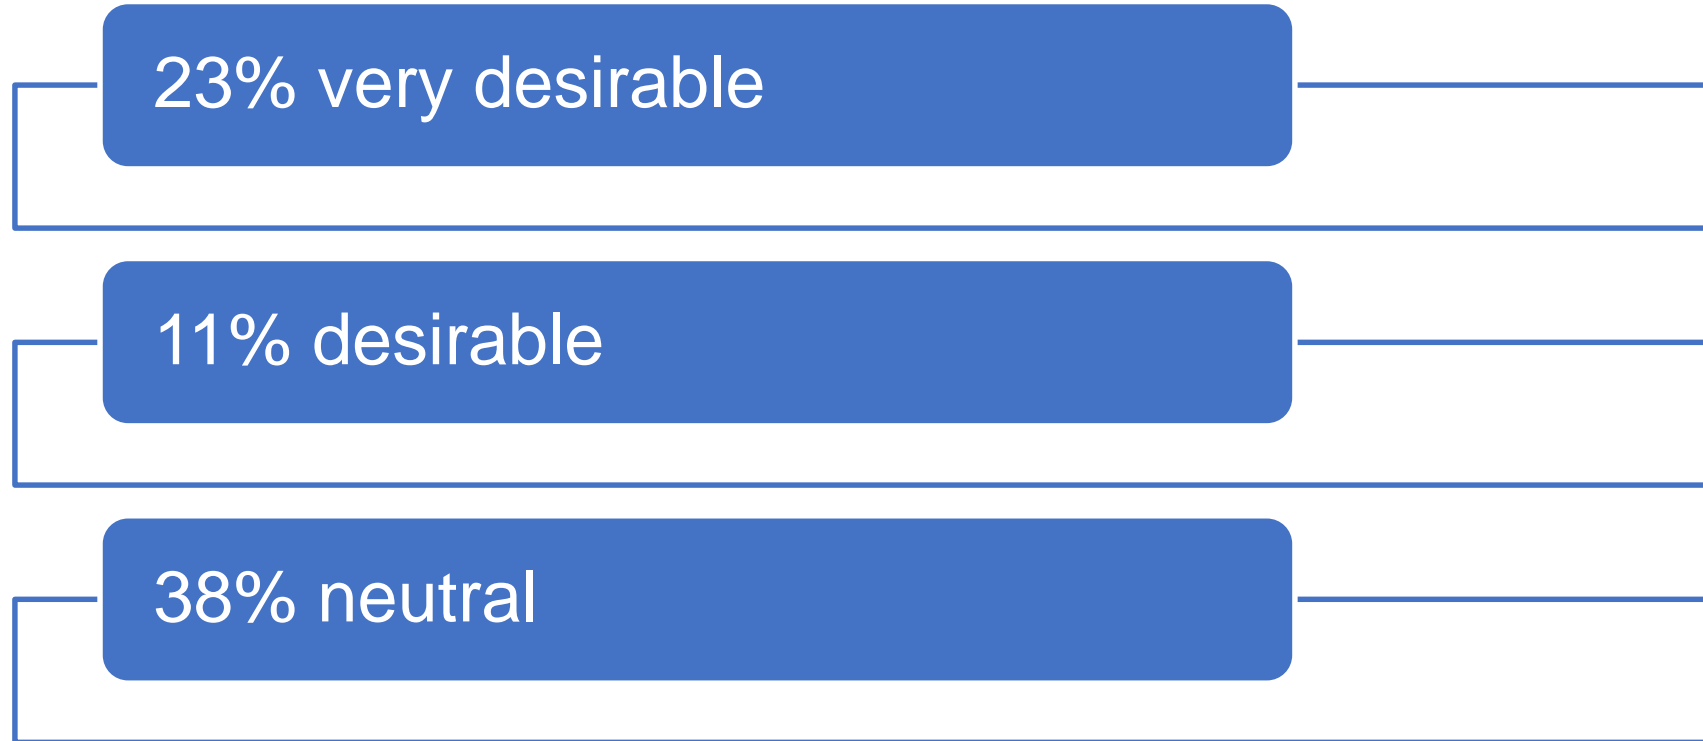 23% very desirable
11% desirable
38% neutral